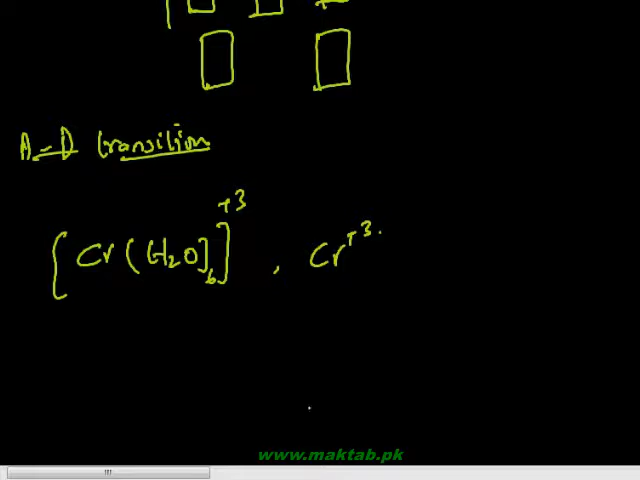 A-D transition
[Cr(H₂O]₆]⁺³ , Cr⁺³.
www.maktab.pk